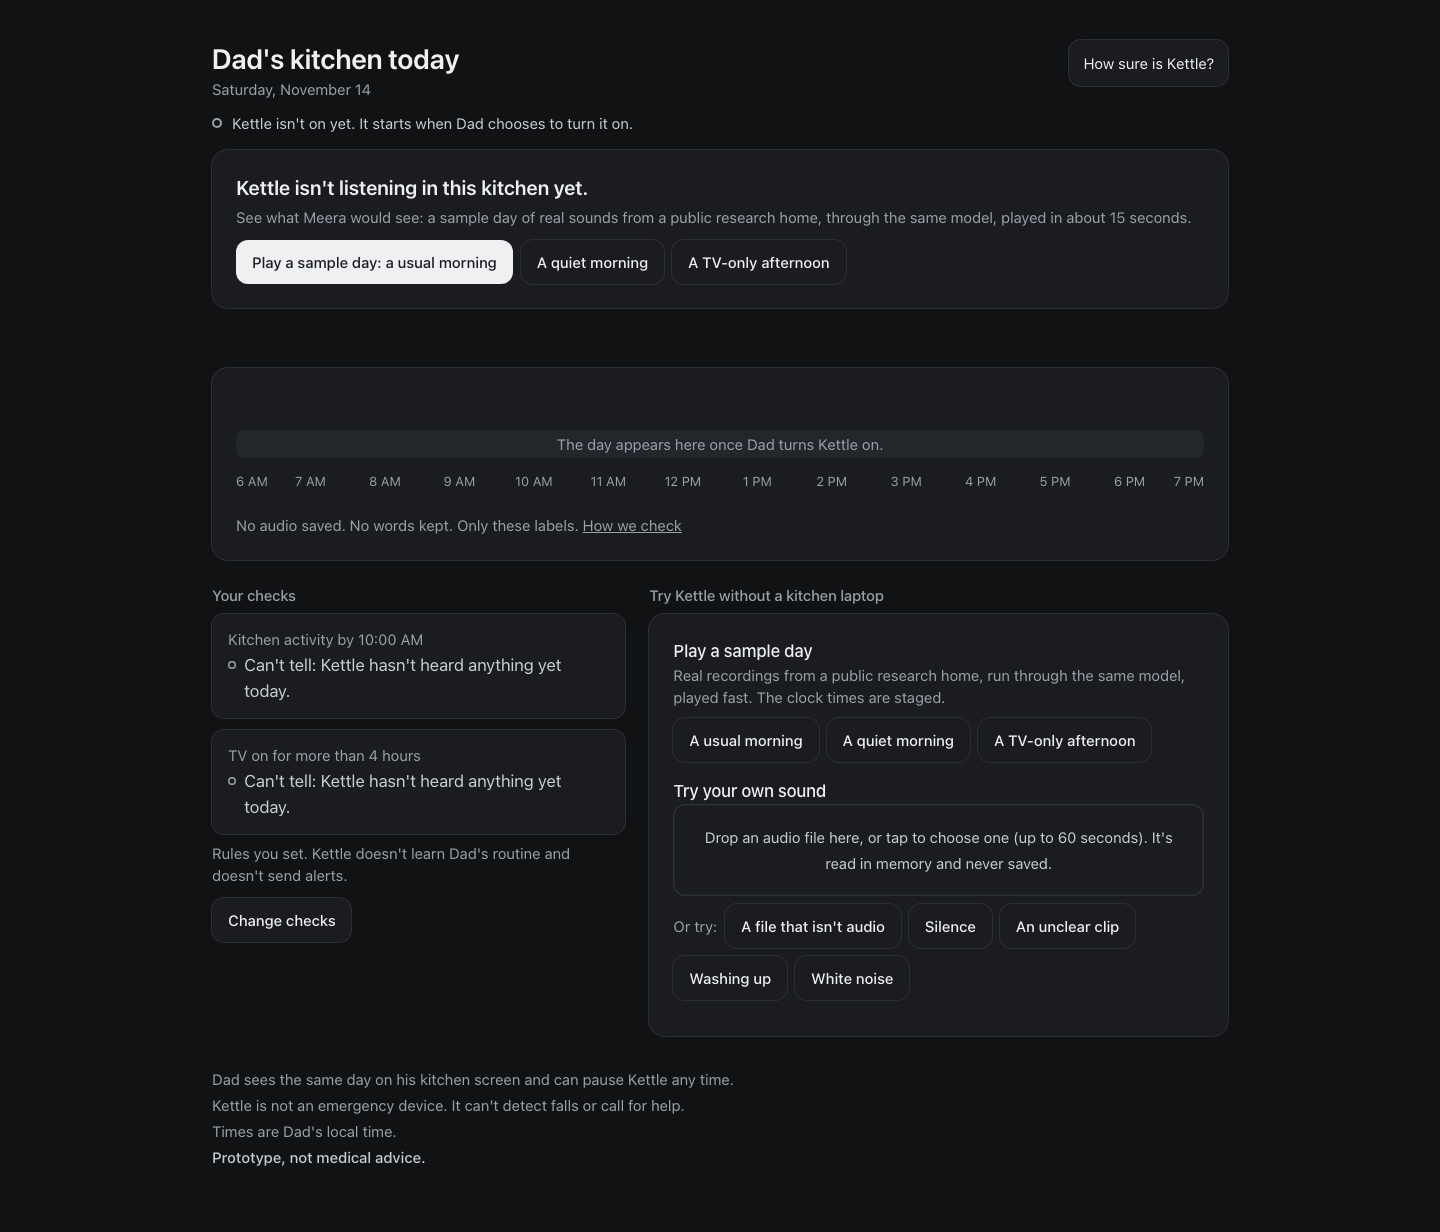 Dad's kitchen today
How sure is Kettle?
Saturday, November 14
Kettle isn't on yet. It starts when Dad chooses to turn it on.
Kettle isn't listening in this kitchen yet.
See what Meera would see: a sample day of real sounds from a public research home, through the same model, played in about 15 seconds.
Play a sample day: a usual morning
A quiet morning
A TV-only afternoon
The day appears here once Dad turns Kettle on.
6 AM 7 AM 8 AM 9 AM 10 AM 11 AM 12 PM 1 PM 2 PM 3 PM 4 PM 5 PM 6 PM 7 PM
No audio saved. No words kept. Only these labels. How we check
Your checks
Kitchen activity by 10:00 AM
Can't tell: Kettle hasn't heard anything yet
today.
TV on for more than 4 hours
Can't tell: Kettle hasn't heard anything yet
today.
Rules you set. Kettle doesn't learn Dad's routine and
doesn't send alerts.
Change checks
Try Kettle without a kitchen laptop
Play a sample day
Real recordings from a public research home, run through the same model,
played fast. The clock times are staged.
A usual morning
A quiet morning
A TV-only afternoon
Try your own sound
Drop an audio file here, or tap to choose one (up to 60 seconds). It's
read in memory and never saved.
Or try:
A file that isn't audio
Silence
An unclear clip
Washing up
White noise
Dad sees the same day on his kitchen screen and can pause Kettle any time.
Kettle is not an emergency device. It can't detect falls or call for help.
Times are Dad's local time.
Prototype, not medical advice.